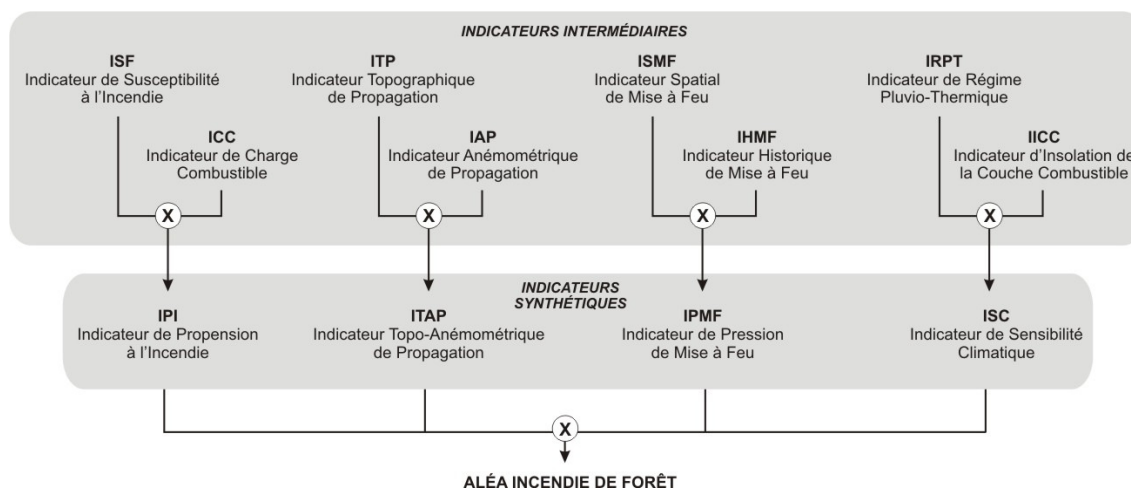 INDICATEURS INTERMÉDIAIRES
ISF
Indicateur de Susceptibilité
à l'Incendie
ITP
Indicateur Topographique
de Propagation
ISMF
Indicateur Spatial
de Mise à Feu
IRPT
Indicateur de Régime
Pluvio-Thermique
ICC
Indicateur de Charge
Combustible
IAP
Indicateur Anémométrique
de Propagation
IHMF
Indicateur Historique
de Mise à Feu
IICC
Indicateur d'Insolation de
la Couche Combustible
X
X
X
X
INDICATEURS
SYNTHÉTIQUES
IPI
Indicateur de Propension
à l'Incendie
ITAP
Indicateur Topo-Anémométrique
de Propagation
IPMF
Indicateur de Pression
de Mise à Feu
ISC
Indicateur de Sensibilité
Climatique
X
ALÉA INCENDIE DE FORÊT